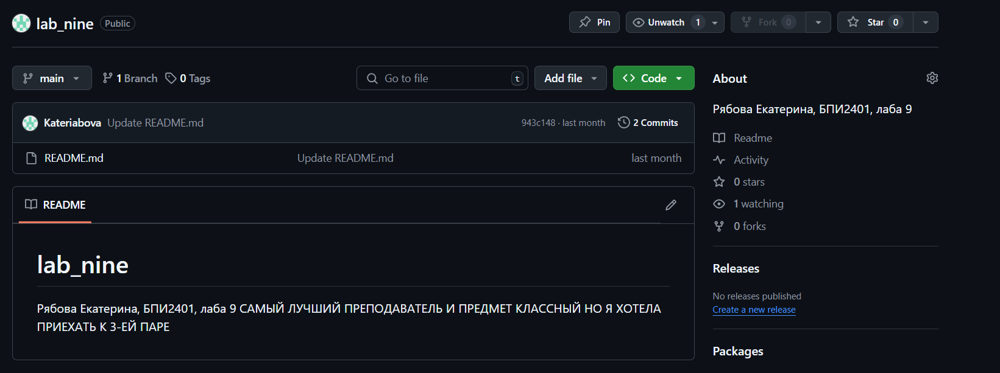 lab_nine Public Pin Unwatch 1 Fork 0 Star 0
main 1 Branch 0 Tags Go to file t Add file Code
About
Рябова Екатерина, БПИ2401, лаба 9
Kateriabova Update README.md 943c148 · last month 2 Commits
README.md Update README.md last month
Readme
Activity
0 stars
1 watching
0 forks
README
lab_nine
Рябова Екатерина, БПИ2401, лаба 9 САМЫЙ ЛУЧШИЙ ПРЕПОДАВАТЕЛЬ И ПРЕДМЕТ КЛАССНЫЙ НО Я ХОТЕЛА
ПРИЕХАТЬ К 3-ЕЙ ПАРЕ
Releases
No releases published
Create a new release
Packages